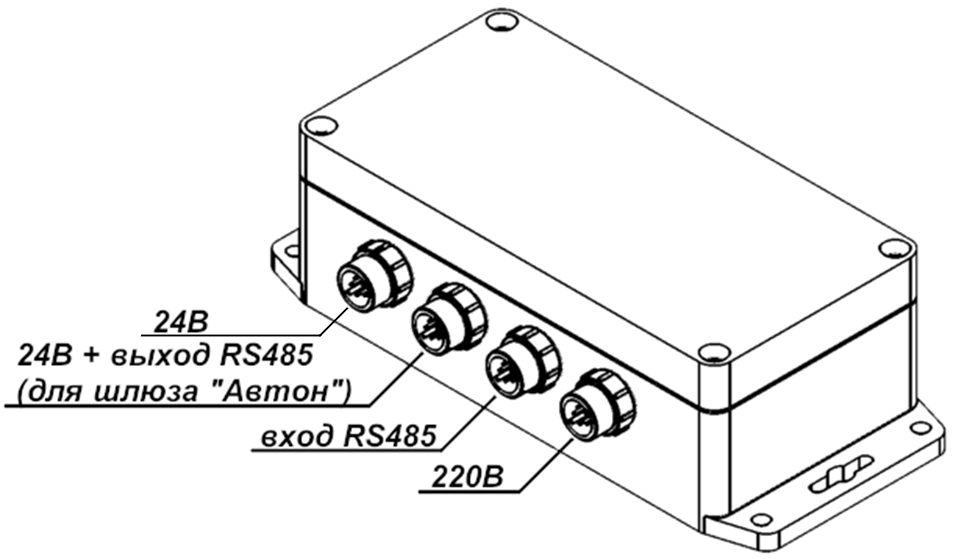 24В
24В + выход RS485
(для шлюза "Автон")
вход RS485
220В